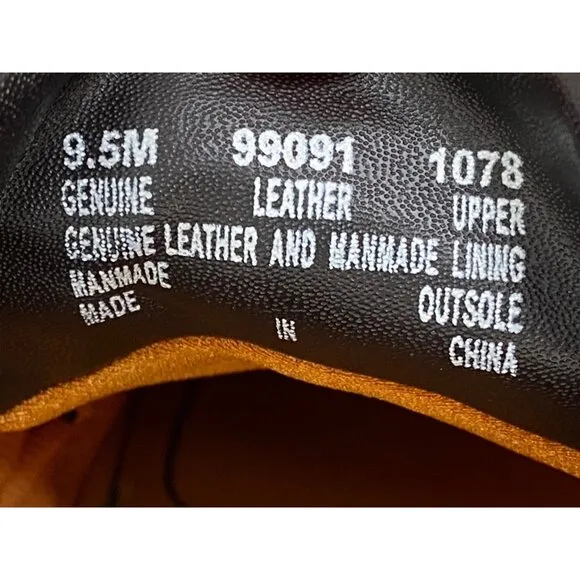 9.5M 99091 1078
GENUINE LEATHER UPPER
GENUINE LEATHER AND MANMADE LINING
MANMADE OUTSOLE
MADE IN CHINA